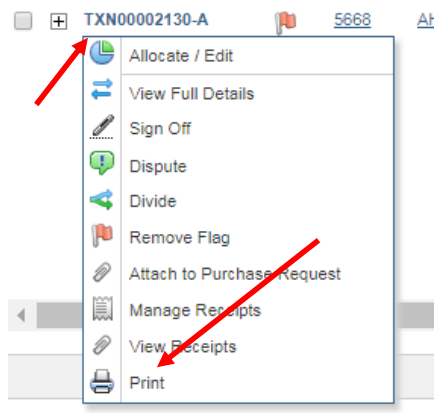 TXN00002130-A 5668
Allocate / Edit
View Full Details
Sign Off
Dispute
Divide
Remove Flag
Attach to Purchase Request
Manage Receipts
View Receipts
Print